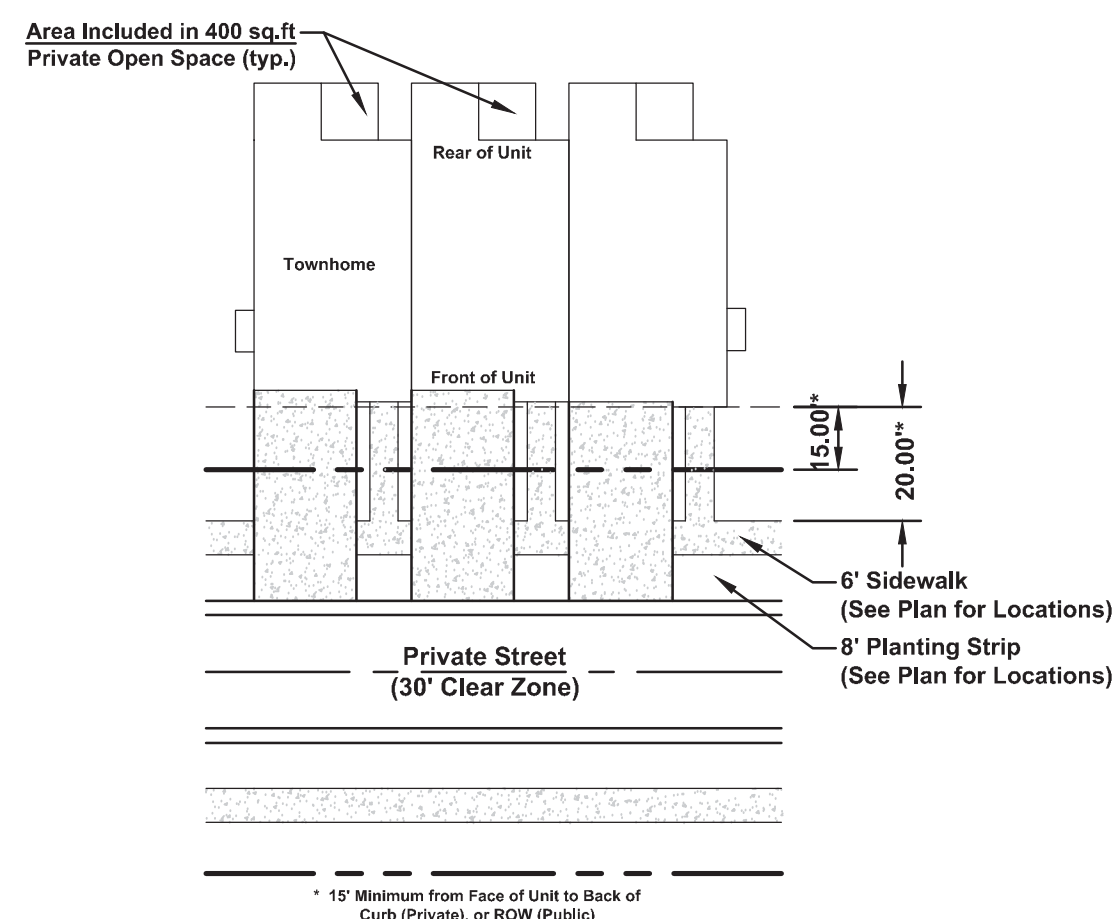 Area Included in 400 sq.ft
Private Open Space (typ.)
Rear of Unit
Townhome
Front of Unit
15.00'*
20.00'*
6' Sidewalk
(See Plan for Locations)
8' Planting Strip
(See Plan for Locations)
Private Street
(30' Clear Zone)
* 15' Minimum from Face of Unit to Back of
Curb (Private), or ROW (Public)